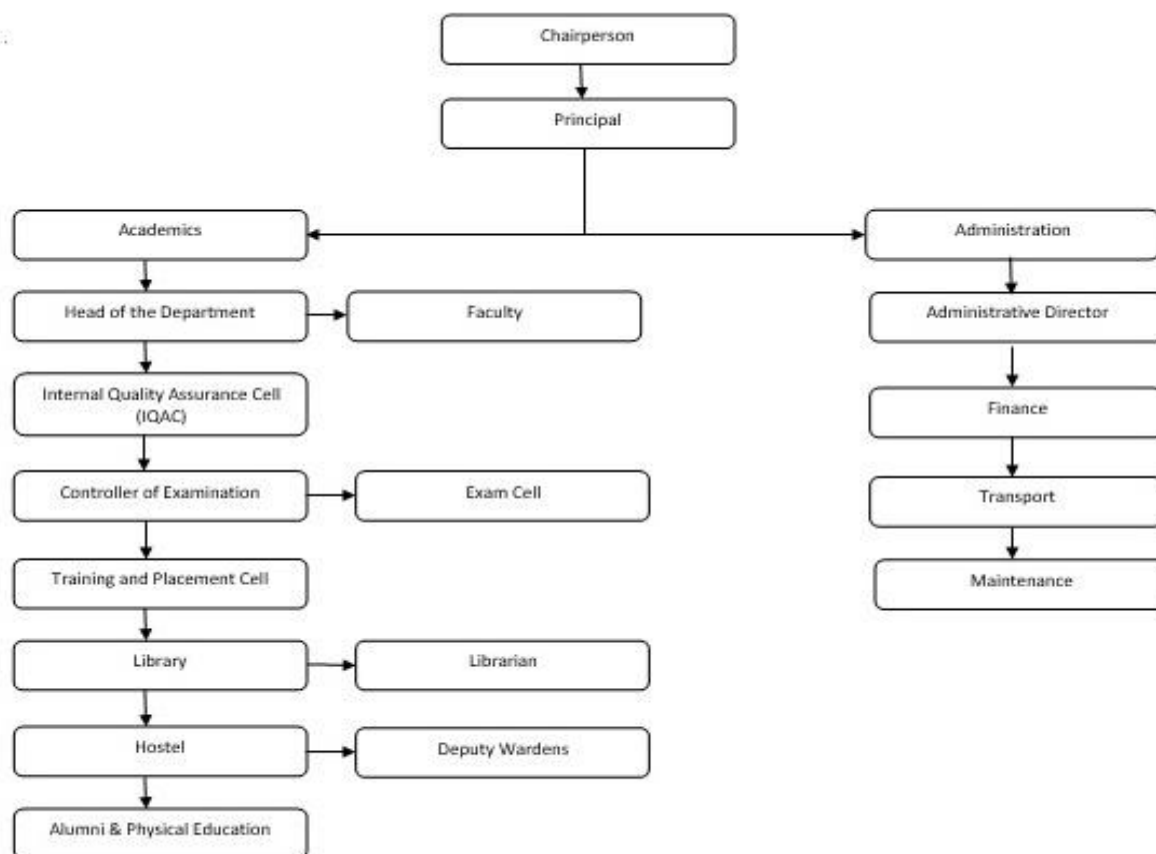 Chairperson
Principal
Academics
Administration
Head of the Department
Faculty
Administrative Director
Internal Quality Assurance Cell
(IQAC)
Finance
Controller of Examination
Exam Cell
Transport
Training and Placement Cell
Maintenance
Library
Librarian
Hostel
Deputy Wardens
Alumni & Physical Education